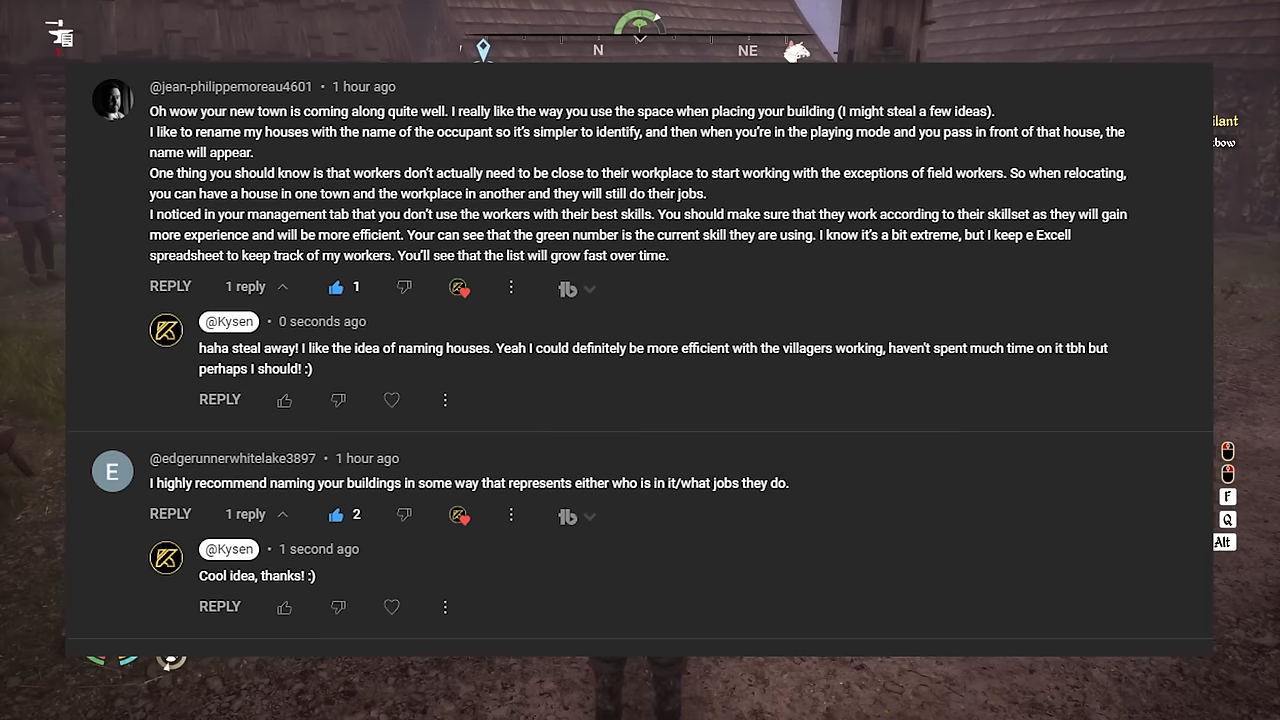 N
NE
@jean-philippemoreau4601 • 1 hour ago
Oh wow your new town is coming along quite well. I really like the way you use the space when placing your building (I might steal a few ideas).
I like to rename my houses with the name of the occupant so it's simpler to identify, and then when you're in the playing mode and you pass in front of that house, the
name will appear.
One thing you should know is that workers don't actually need to be close to their workplace to start working with the exceptions of field workers. So when relocating,
you can have a house in one town and the workplace in another and they will still do their jobs.
I noticed in your management tab that you don't use the workers with their best skills. You should make sure that they work according to their skillset as they will gain
more experience and will be more efficient. Your can see that the green number is the current skill they are using. I know it's a bit extreme, but I keep e Excell
spreadsheet to keep track of my workers. You'll see that the list will grow fast over time.
REPLY 1 reply 1
@Kysen • 0 seconds ago
haha steal away! I like the idea of naming houses. Yeah I could definitely be more efficient with the villagers working, haven't spent much time on it tbh but
perhaps I should! :)
REPLY
E
@edgerunnerwhitelake3897 • 1 hour ago
I highly recommend naming your buildings in some way that represents either who is in it/what jobs they do.
REPLY 1 reply 2
@Kysen • 1 second ago
Cool idea, thanks! :)
REPLY
ilant
bow
F
Q
Alt